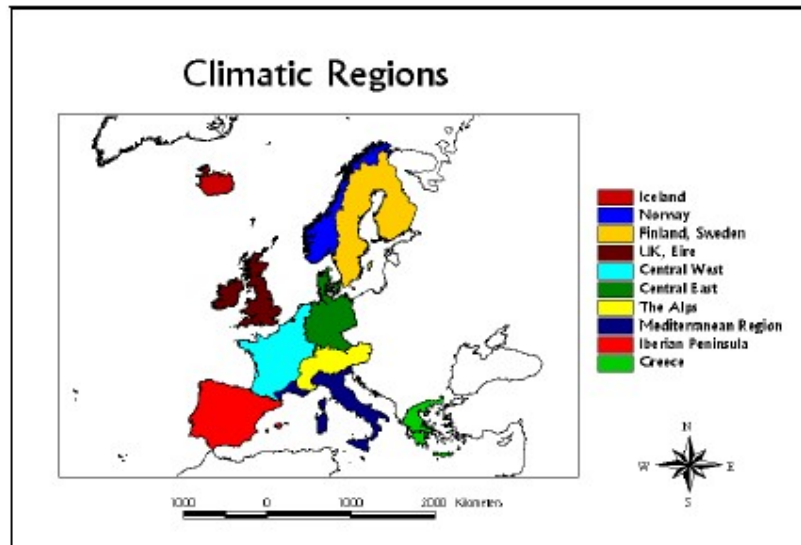 Climatic Regions
Iceland
Norway
Finland, Sweden
UK, Eire
Central West
Central East
The Alps
Mediterranean Region
Iberian Peninsula
Greece
N
W E
S
1000 0 1000 2000 Kilometers